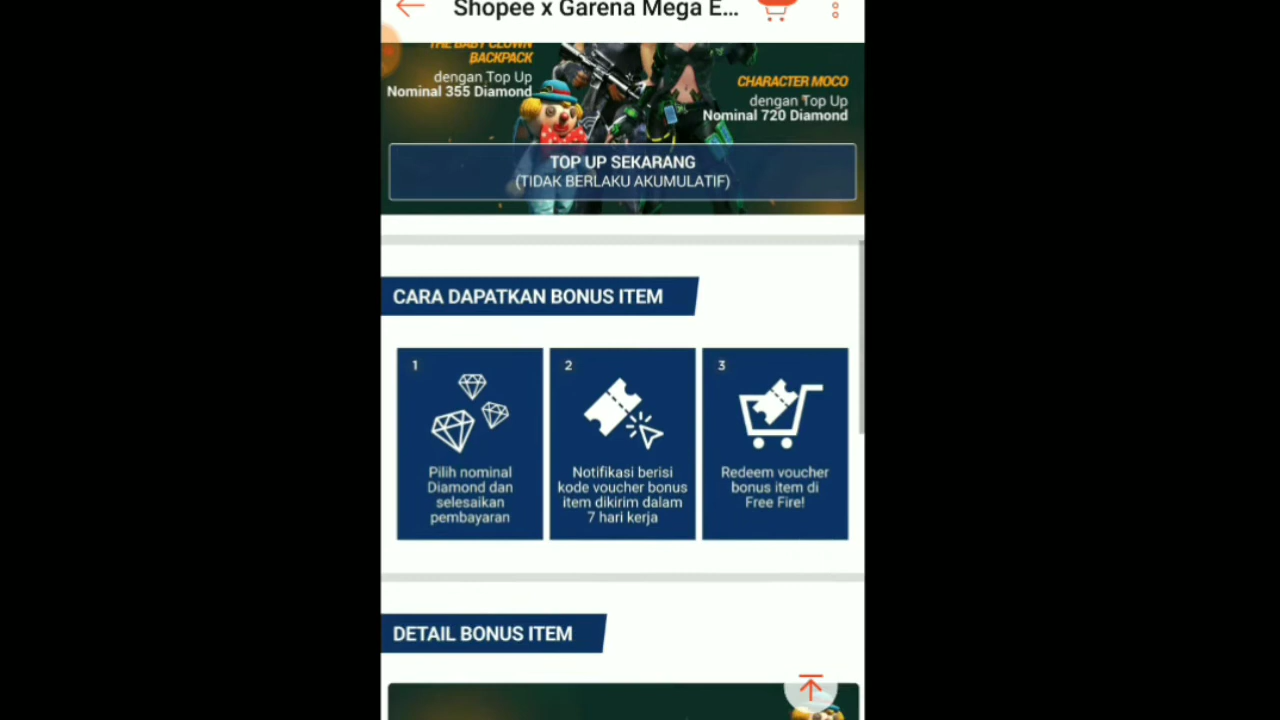 Shopee x Garena Mega E...
THE BABY CLOWN
BACKPACK
dengan Top Up
Nominal 355 Diamond
CHARACTER MOCO
dengan Top Up
Nominal 720 Diamond
TOP UP SEKARANG
(TIDAK BERLAKU AKUMULATIF)
CARA DAPATKAN BONUS ITEM
1
Pilih nominal
Diamond dan
selesaikan
pembayaran
2
Notifikasi berisi
kode voucher bonus
item dikirim dalam
7 hari kerja
3
Redeem voucher
bonus item di
Free Fire!
DETAIL BONUS ITEM